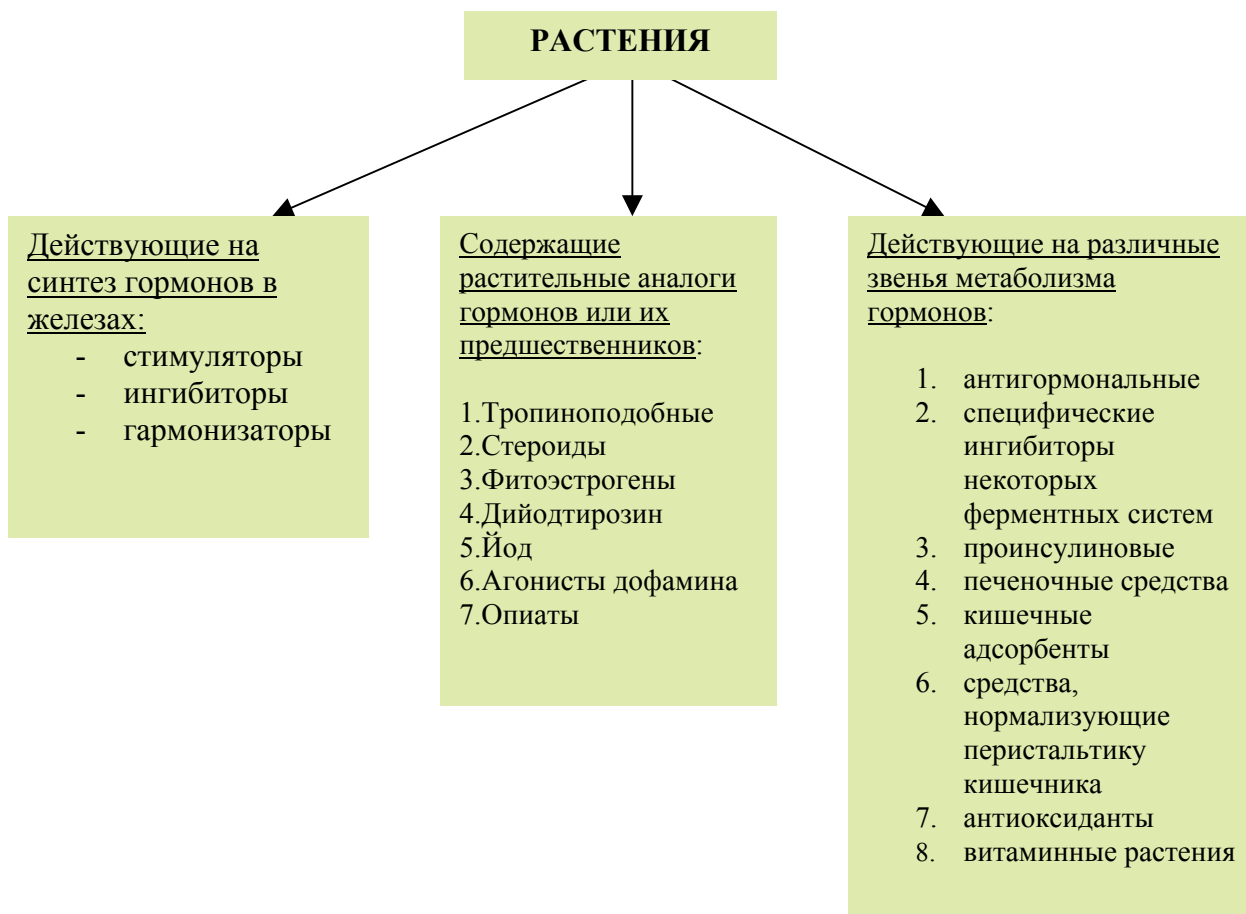 РАСТЕНИЯ
Действующие на
синтез гормонов в
железах:
- стимуляторы
- ингибиторы
- гармонизаторы
Содержащие
растительные аналоги
гормонов или их
предшественников:
1.Тропиноподобные
2.Стероиды
3.Фитоэстрогены
4.Дийодтирозин
5.Йод
6.Агонисты дофамина
7.Опиаты
Действующие на различные
звенья метаболизма
гормонов:
1. антигормональные
2. специфические
ингибиторы
некоторых
ферментных систем
3. проинсулиновые
4. печеночные средства
5. кишечные
адсорбенты
6. средства,
нормализующие
перистальтику
кишечника
7. антиоксиданты
8. витаминные растения